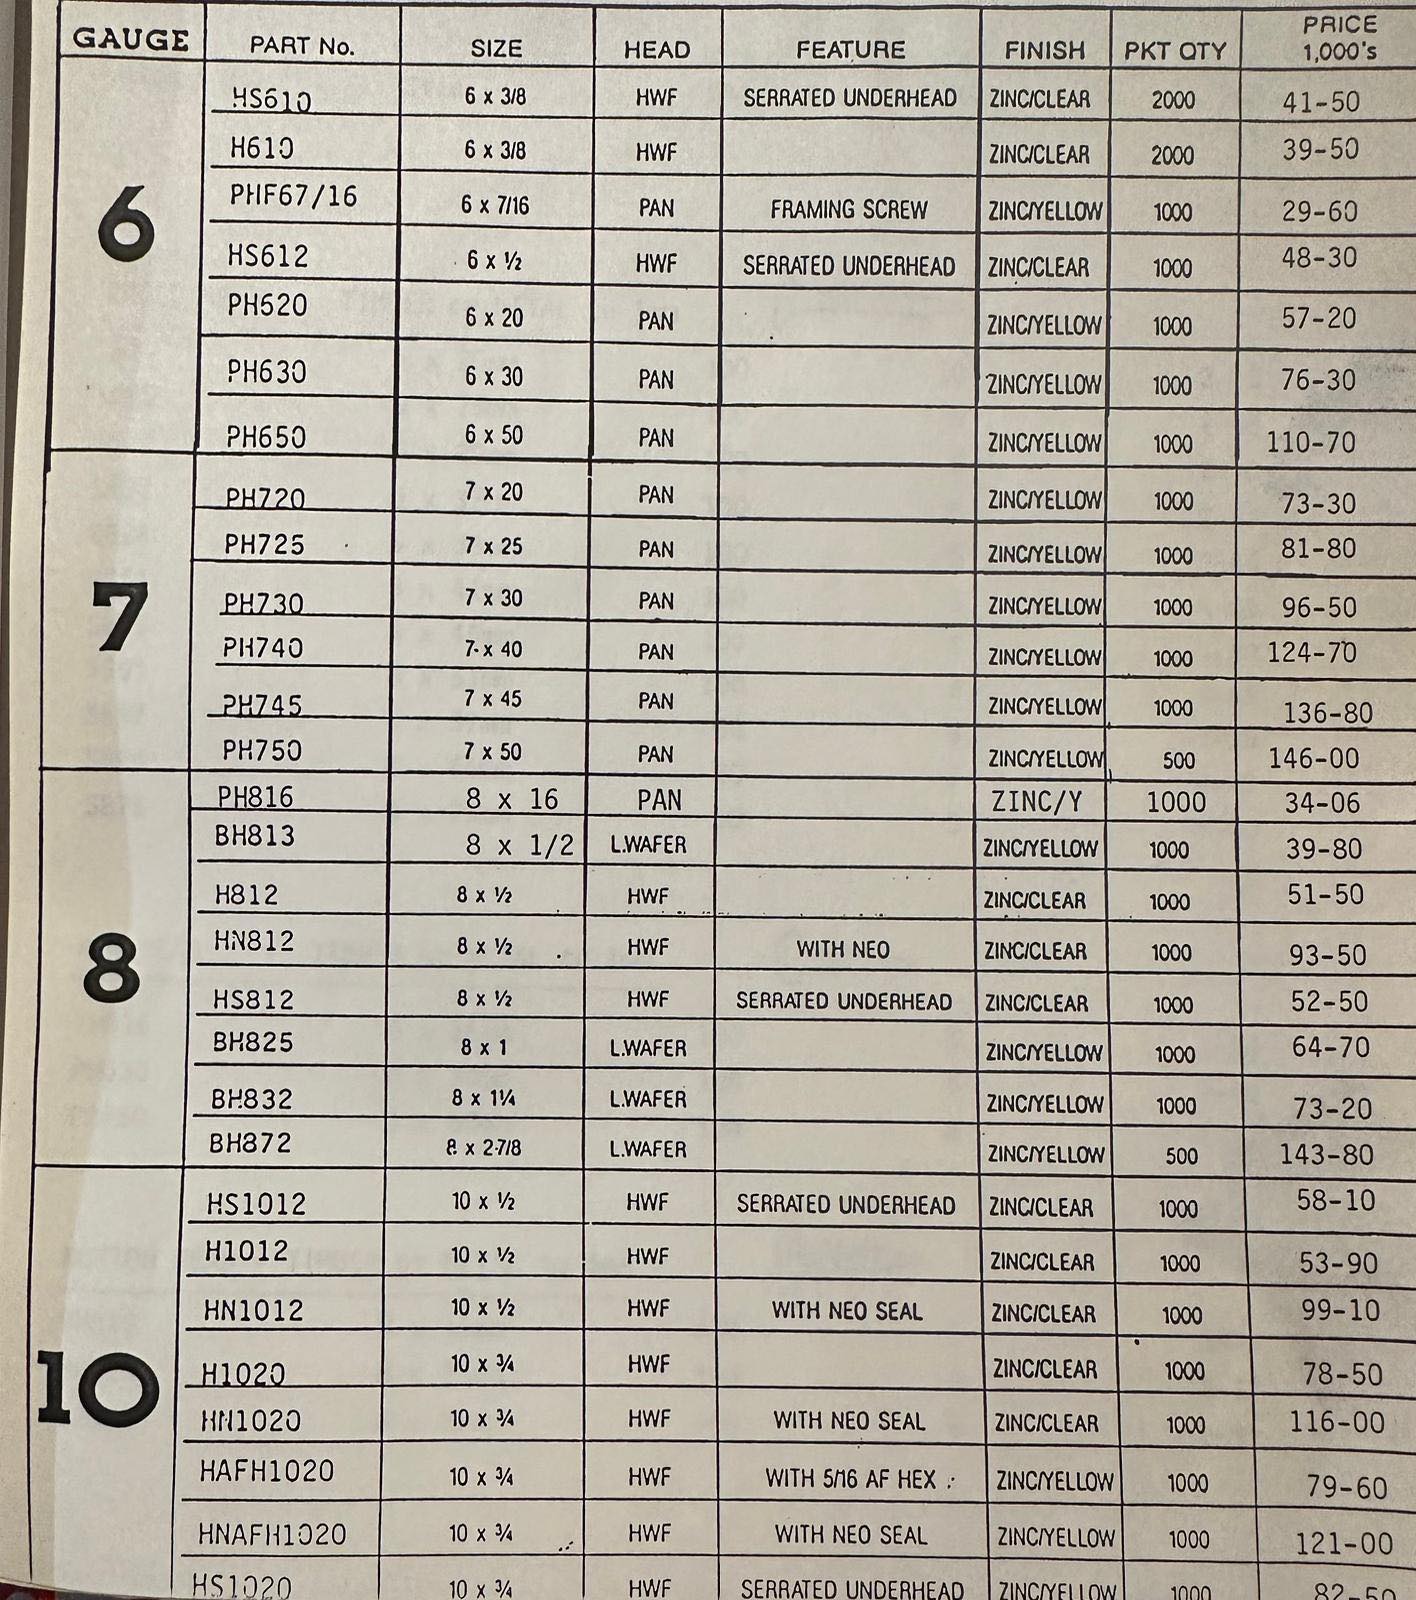 GAUGE PART No. SIZE HEAD FEATURE FINISH PKT QTY PRICE 1,000's
6
HS610 6 x 3/8 HWF SERRATED UNDERHEAD ZINC/CLEAR 2000 41-50
H610 6 x 3/8 HWF ZINC/CLEAR 2000 39-50
PHF67/16 6 x 7/16 PAN FRAMING SCREW ZINC/YELLOW 1000 29-60
HS612 6 x ½ HWF SERRATED UNDERHEAD ZINC/CLEAR 1000 48-30
PH620 6 x 20 PAN ZINC/YELLOW 1000 57-20
PH630 6 x 30 PAN ZINC/YELLOW 1000 76-30
PH650 6 x 50 PAN ZINC/YELLOW 1000 110-70
7
PH720 7 x 20 PAN ZINC/YELLOW 1000 73-30
PH725 7 x 25 PAN ZINC/YELLOW 1000 81-80
PH730 7 x 30 PAN ZINC/YELLOW 1000 96-50
PH740 7 x 40 PAN ZINC/YELLOW 1000 124-70
PH745 7 x 45 PAN ZINC/YELLOW 1000 136-80
PH750 7 x 50 PAN ZINC/YELLOW 500 146-00
8
PH816 8 x 16 PAN ZINC/Y 1000 34-06
BH813 8 x 1/2 L.WAFER ZINC/YELLOW 1000 39-80
H812 8 x ½ HWF ZINC/CLEAR 1000 51-50
HN812 8 x ½ HWF WITH NEO ZINC/CLEAR 1000 93-50
HS812 8 x ½ HWF SERRATED UNDERHEAD ZINC/CLEAR 1000 52-50
BH825 8 x 1 L.WAFER ZINC/YELLOW 1000 64-70
BH832 8 x 1¼ L.WAFER ZINC/YELLOW 1000 73-20
BH872 8 x 2-7/8 L.WAFER ZINC/YELLOW 500 143-80
10
HS1012 10 x ½ HWF SERRATED UNDERHEAD ZINC/CLEAR 1000 58-10
H1012 10 x ½ HWF ZINC/CLEAR 1000 53-90
HN1012 10 x ½ HWF WITH NEO SEAL ZINC/CLEAR 1000 99-10
H1020 10 x ¾ HWF ZINC/CLEAR 1000 78-50
HN1020 10 x ¾ HWF WITH NEO SEAL ZINC/CLEAR 1000 116-00
HAFH1020 10 x ¾ HWF WITH 5/16 AF HEX ZINC/YELLOW 1000 79-60
HNAFH1020 10 x ¾ HWF WITH NEO SEAL ZINC/YELLOW 1000 121-00
HS1020 10 x ¾ HWF SERRATED UNDERHEAD ZINC/YELLOW 1000 82-50